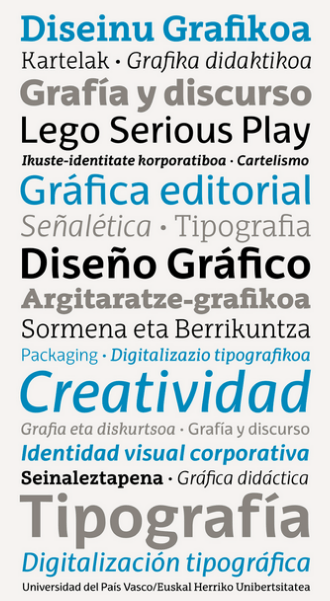 Diseinu Grafikoa
Kartelak · Grafika didaktikoa
Grafía y discurso
Lego Serious Play
Ikuste-identitate korporatiboa · Cartelismo
Gráfica editorial
Señalética · Tipografia
Diseño Gráfico
Argitaratze-grafikoa
Sormena eta Berrikuntza
Packaging · Digitalizazio tipografikoa
Creatividad
Grafia eta diskurtsoa · Grafía y discurso
Identidad visual corporativa
Seinaleztapena · Gráfica didáctica
Tipografía
Digitalización tipográfica
Universidad del País Vasco/Euskal Herriko Unibertsitatea